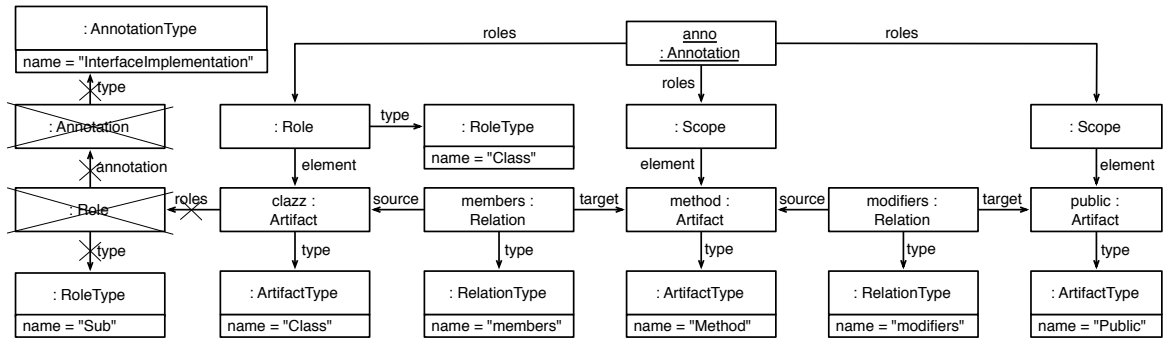 : AnnotationType
name = "InterfaceImplementation"
roles
anno
: Annotation
roles
type
roles
: Annotation
: Role
type
: RoleType
name = "Class"
: Scope
: Scope
annotation
element
element
element
: Role
roles
clazz :
Artifact
source
members :
Relation
target
method :
Artifact
source
modifiers :
Relation
target
public :
Artifact
type
type
type
type
type
type
: RoleType
name = "Sub"
: ArtifactType
name = "Class"
: RelationType
name = "members"
: ArtifactType
name = "Method"
: RelationType
name = "modifiers"
: ArtifactType
name = "Public"